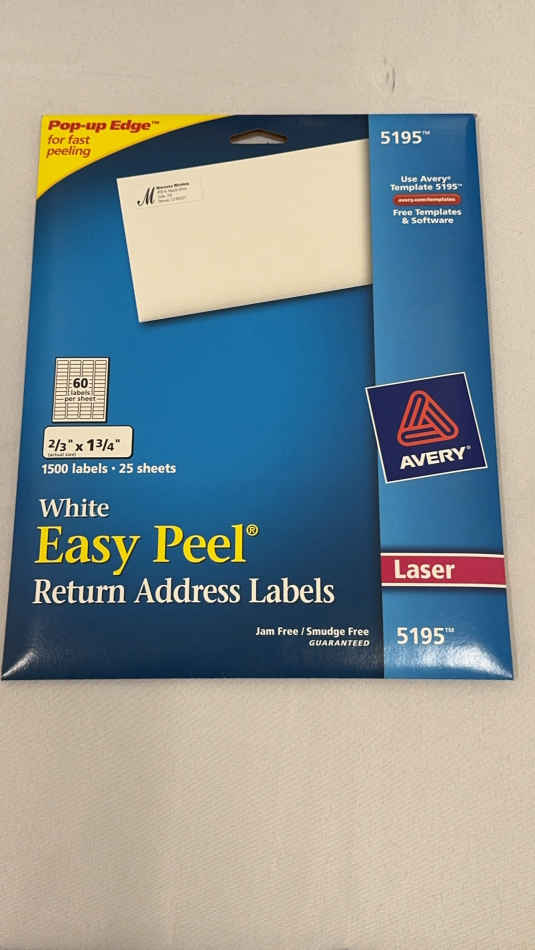 Pop-up Edge™
for fast
peeling
5195™
Use Avery®
Template 5195™
avery.com/templates
Free Templates
& Software
M
60
labels
per sheet
2/3" x 1 3/4"
(actual size)
1500 labels • 25 sheets
AVERY®
White
Easy Peel®
Return Address Labels
Laser
Jam Free / Smudge Free
GUARANTEED
5195™